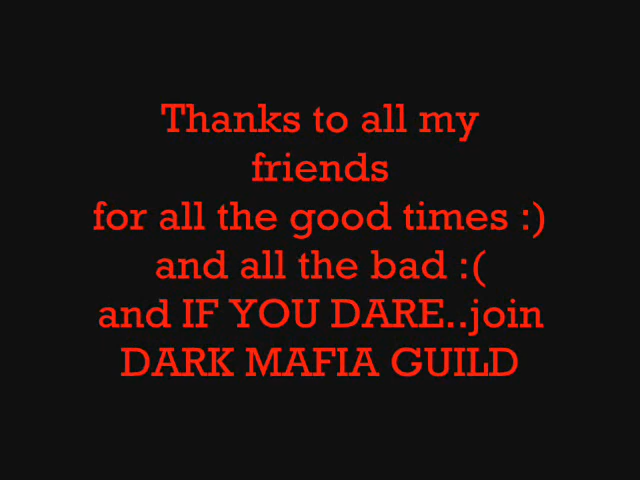 Thanks to all my
friends
for all the good times :)
and all the bad :(
and IF YOU DARE..join
DARK MAFIA GUILD